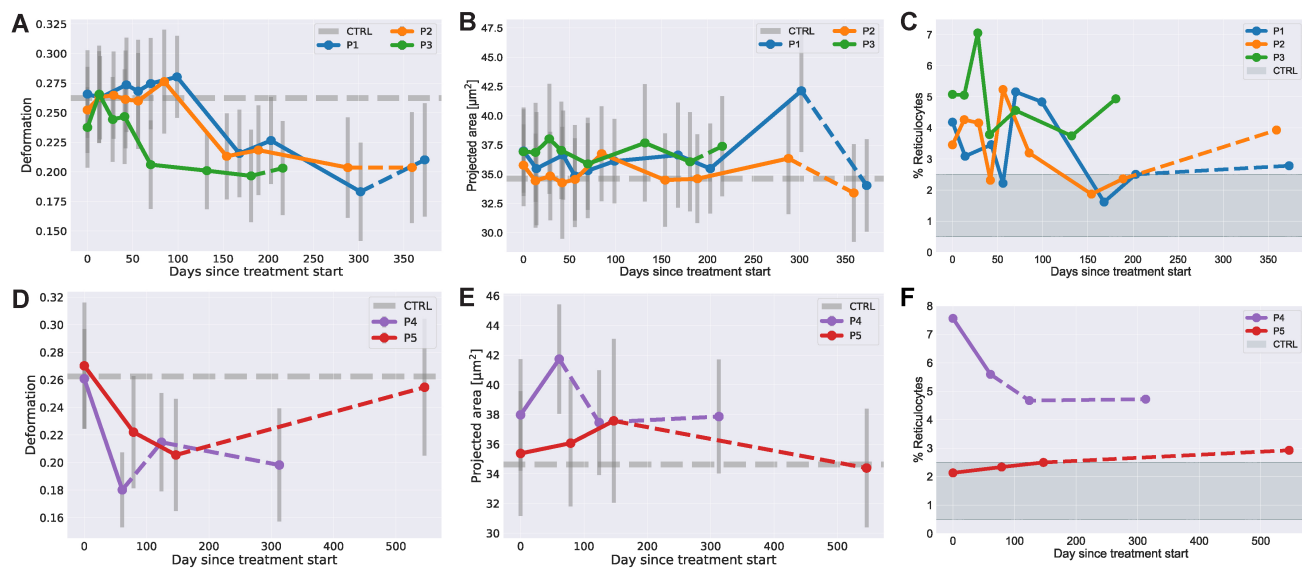 A
0.325
0.300
0.275
0.250
0.225
0.200
0.175
0.150
Deformation
CTRL
P1
P2
P3
0 50 100 150 200 250 300 350
Days since treatment start
B
47.5
45.0
42.5
40.0
37.5
35.0
32.5
30.0
Projected area [µm²]
CTRL
P1
P2
P3
0 50 100 150 200 250 300 350
Days since treatment start
C
7
6
5
4
3
2
1
0
% Reticulocytes
P1
P2
P3
CTRL
0 50 100 150 200 250 300 350
Days since treatment start
D
0.32
0.30
0.28
0.26
0.24
0.22
0.20
0.18
0.16
Deformation
CTRL
P4
P5
0 100 200 300 400 500
Day since treatment start
E
46
44
42
40
38
36
34
32
30
Projected area [µm²]
CTRL
P4
P5
0 100 200 300 400 500
Day since treatment start
F
8
7
6
5
4
3
2
1
0
% Reticulocytes
P4
P5
CTRL
0 100 200 300 400 500
Day since treatment start